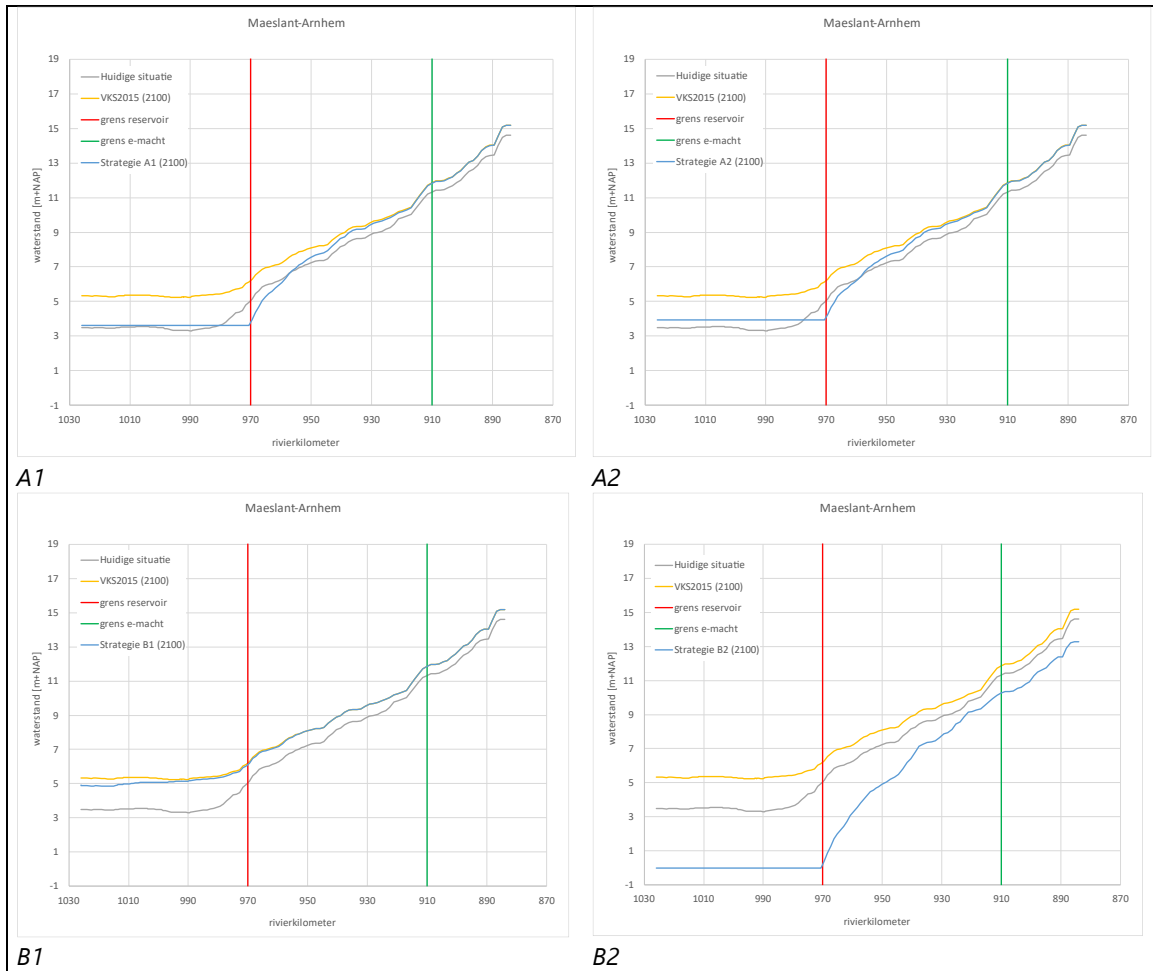 Maeslant-Arnhem
waterstand [m+NAP]
19
17
15
13
11
9
7
5
3
1
-1
Huidige situatie
VKS2015 (2100)
grens reservoir
grens e-macht
Strategie A1 (2100)
1030 1010 990 970 950 930 910 890 870
rivierkilometer
A1
Maeslant-Arnhem
waterstand [m+NAP]
19
17
15
13
11
9
7
5
3
1
-1
Huidige situatie
VKS2015 (2100)
grens reservoir
grens e-macht
Strategie A2 (2100)
1030 1010 990 970 950 930 910 890 870
rivierkilometer
A2
Maeslant-Arnhem
waterstand [m+NAP]
19
17
15
13
11
9
7
5
3
1
-1
Huidige situatie
VKS2015 (2100)
grens reservoir
grens e-macht
Strategie B1 (2100)
1030 1010 990 970 950 930 910 890 870
rivierkilometer
B1
Maeslant-Arnhem
waterstand [m+NAP]
19
17
15
13
11
9
7
5
3
1
-1
Huidige situatie
VKS2015 (2100)
grens reservoir
grens e-macht
Strategie B2 (2100)
1030 1010 990 970 950 930 910 890 870
rivierkilometer
B2